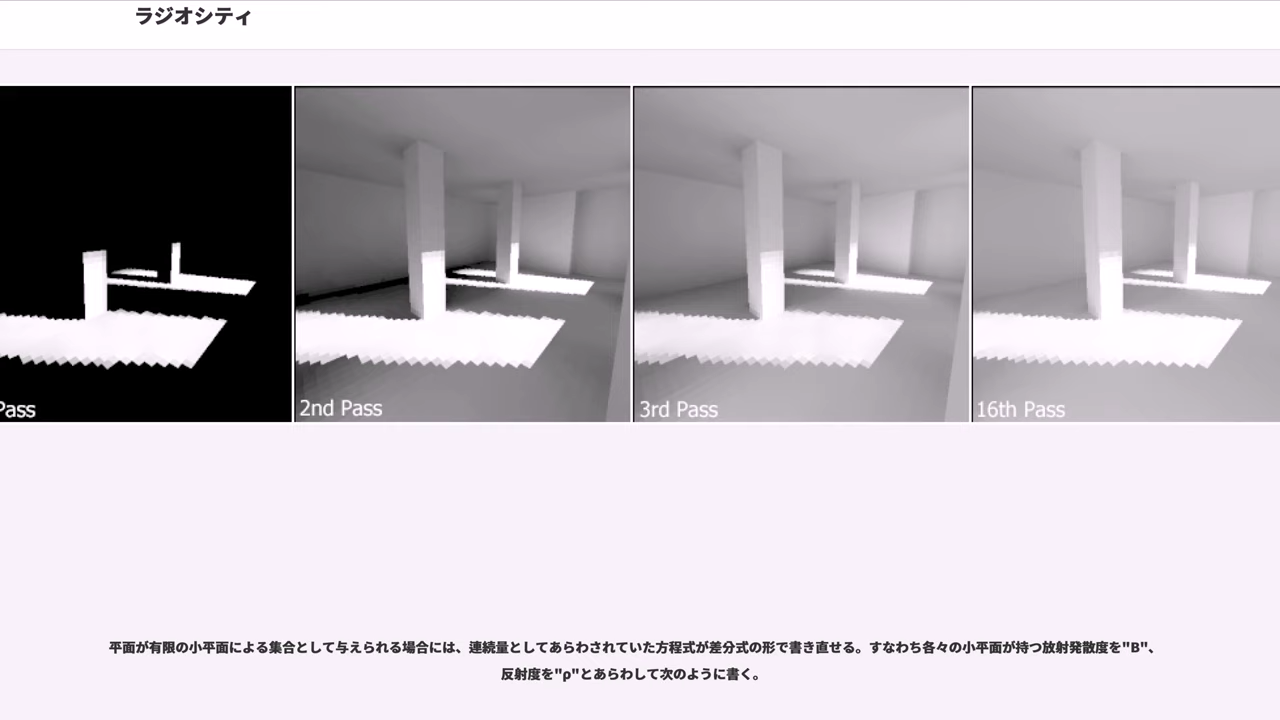 ラジオシティ
Pass
2nd Pass
3rd Pass
16th Pass
平面が有限の小平面による集合として与えられる場合には、連続量としてあらわされていた方程式が差分式の形で書き直せる。すなわち各々の小平面が持つ放射発散度を"B"、
反射度を"ρ"とあらわして次のように書く。